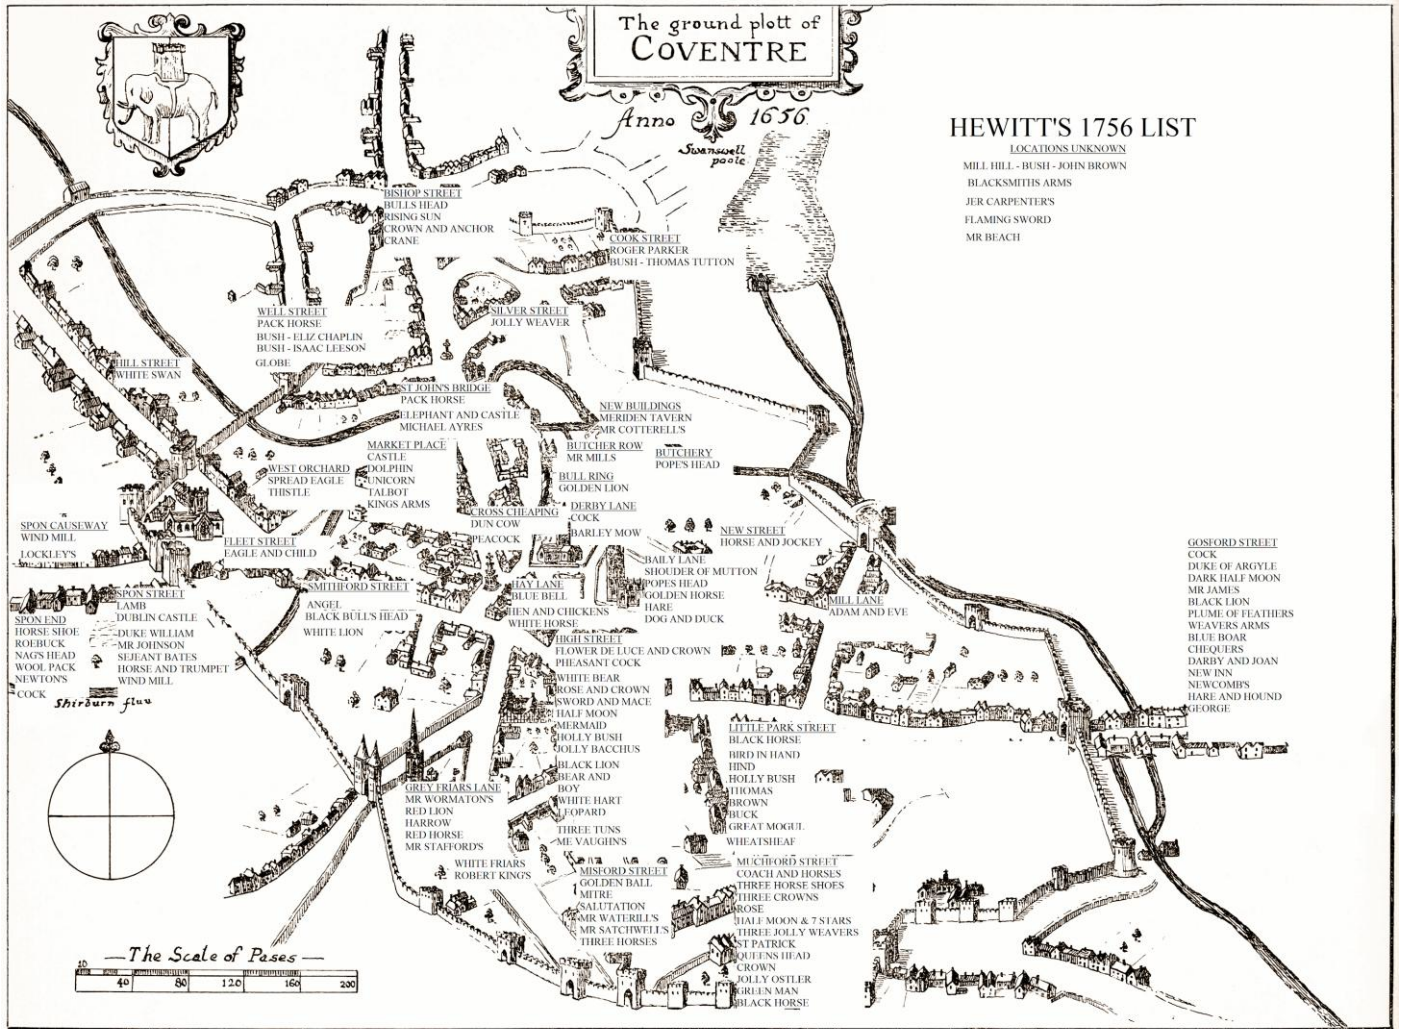 The ground plott of
COVENTRE
Anno 1656
Swanswell
poole
HEWITT'S 1756 LIST
LOCATIONS UNKNOWN
MILL HILL - BUSH - JOHN BROWN
BLACKSMITHS ARMS
JER CARPENTER'S
FLAMING SWORD
MR BEACH
BISHOP STREET
BULLS HEAD
RISING SUN
CROWN AND ANCHOR
CRANE
COOK STREET
ROGER PARKER
BUSH - THOMAS TUTTON
WELL STREET
PACK HORSE
BUSH - ELIZ CHAPLIN
BUSH - ISAAC LEESON
GLOBE
SILVER STREET
JOLLY WEAVER
HILL STREET
WHITE SWAN
ST JOHN'S BRIDGE
PACK HORSE
ELEPHANT AND CASTLE
MICHAEL AYRES
NEW BUILDINGS
MERIDEN TAVERN
MR COTTERELL'S
MARKET PLACE
CASTLE
DOLPHIN
UNICORN
TALBOT
KINGS ARMS
BUTCHER ROW
MR MILLS
BUTCHERY
POPE'S HEAD
WEST ORCHARD
SPREAD EAGLE
THISTLE
BULL RING
GOLDEN LION
CROSS CHEAPING
DUN COW
PEACOCK
DERBY LANE
COCK
BARLEY MOW
SPON CAUSEWAY
WIND MILL
LOCKLEY'S
FLEET STREET
EAGLE AND CHILD
NEW STREET
HORSE AND JOCKEY
GOSFORD STREET
COCK
DUKE OF ARGYLE
DARK HALF MOON
MR JAMES
BLACK LION
PLUME OF FEATHERS
WEAVERS ARMS
BLUE BOAR
CHEQUERS
DARBY AND JOAN
NEW INN
NEWCOMB'S
HARE AND HOUND
GEORGE
BAILY LANE
SHOUDER OF MUTTON
POPES HEAD
GOLDEN HORSE
HARE
DOG AND DUCK
SMITHFORD STREET
ANGEL
BLACK BULL'S HEAD
WHITE LION
HAY LANE
BLUE BELL
HEN AND CHICKENS
WHITE HORSE
MILL LANE
ADAM AND EVE
SPON STREET
LAMB
DUBLIN CASTLE
DUKE WILLIAM
MR JOHNSON
SEJEANT BATES
HORSE AND TRUMPET
WIND MILL
SPON END
HORSE SHOE
ROEBUCK
NAG'S HEAD
WOOL PACK
NEWTON'S
COCK
Shirburn fluv
HIGH STREET
FLOWER DE LUCE AND CROWN
PHEASANT COCK
WHITE BEAR
ROSE AND CROWN
SWORD AND MACE
HALF MOON
MERMAID
HOLLY BUSH
JOLLY BACCHUS
BLACK LION
BEAR AND
BOY
WHITE HART
LEOPARD
THREE TUNS
ME VAUGHN'S
LITTLE PARK STREET
BLACK HORSE
BIRD IN HAND
HIND
HOLLY BUSH
THOMAS
BROWN
BUCK
GREAT MOGUL
WHEATSHEAF
GREY FRIARS LANE
MR WORMATON'S
RED LION
HARROW
RED HORSE
MR STAFFORD'S
WHITE FRIARS
ROBERT KING'S
MISFORD STREET
GOLDEN BALL
MITRE
SALUTATION
MR WATERILL'S
MR SATCHWELL'S
THREE HORSES
MUCHFORD STREET
COACH AND HORSES
THREE HORSE SHOES
THREE CROWNS
ROSE
HALF MOON & 7 STARS
THREE JOLLY WEAVERS
ST PATRICK
QUEENS HEAD
CROWN
JOLLY OSTLER
GREEN MAN
BLACK HORSE
The Scale of Pases
10
40 80 120 160 200